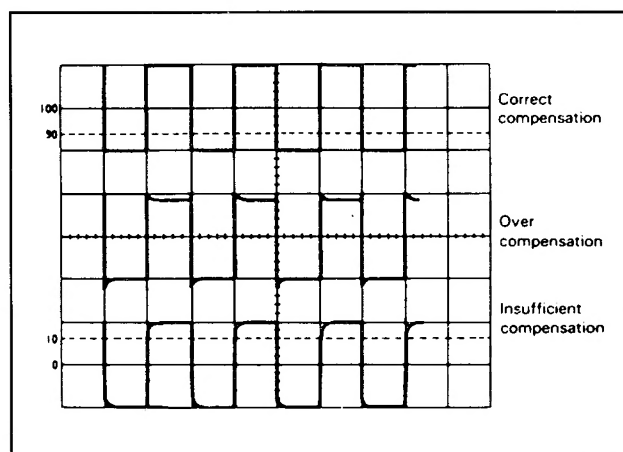 100
90
Correct
compensation
Over
compensation
Insufficient
compensation
10
0